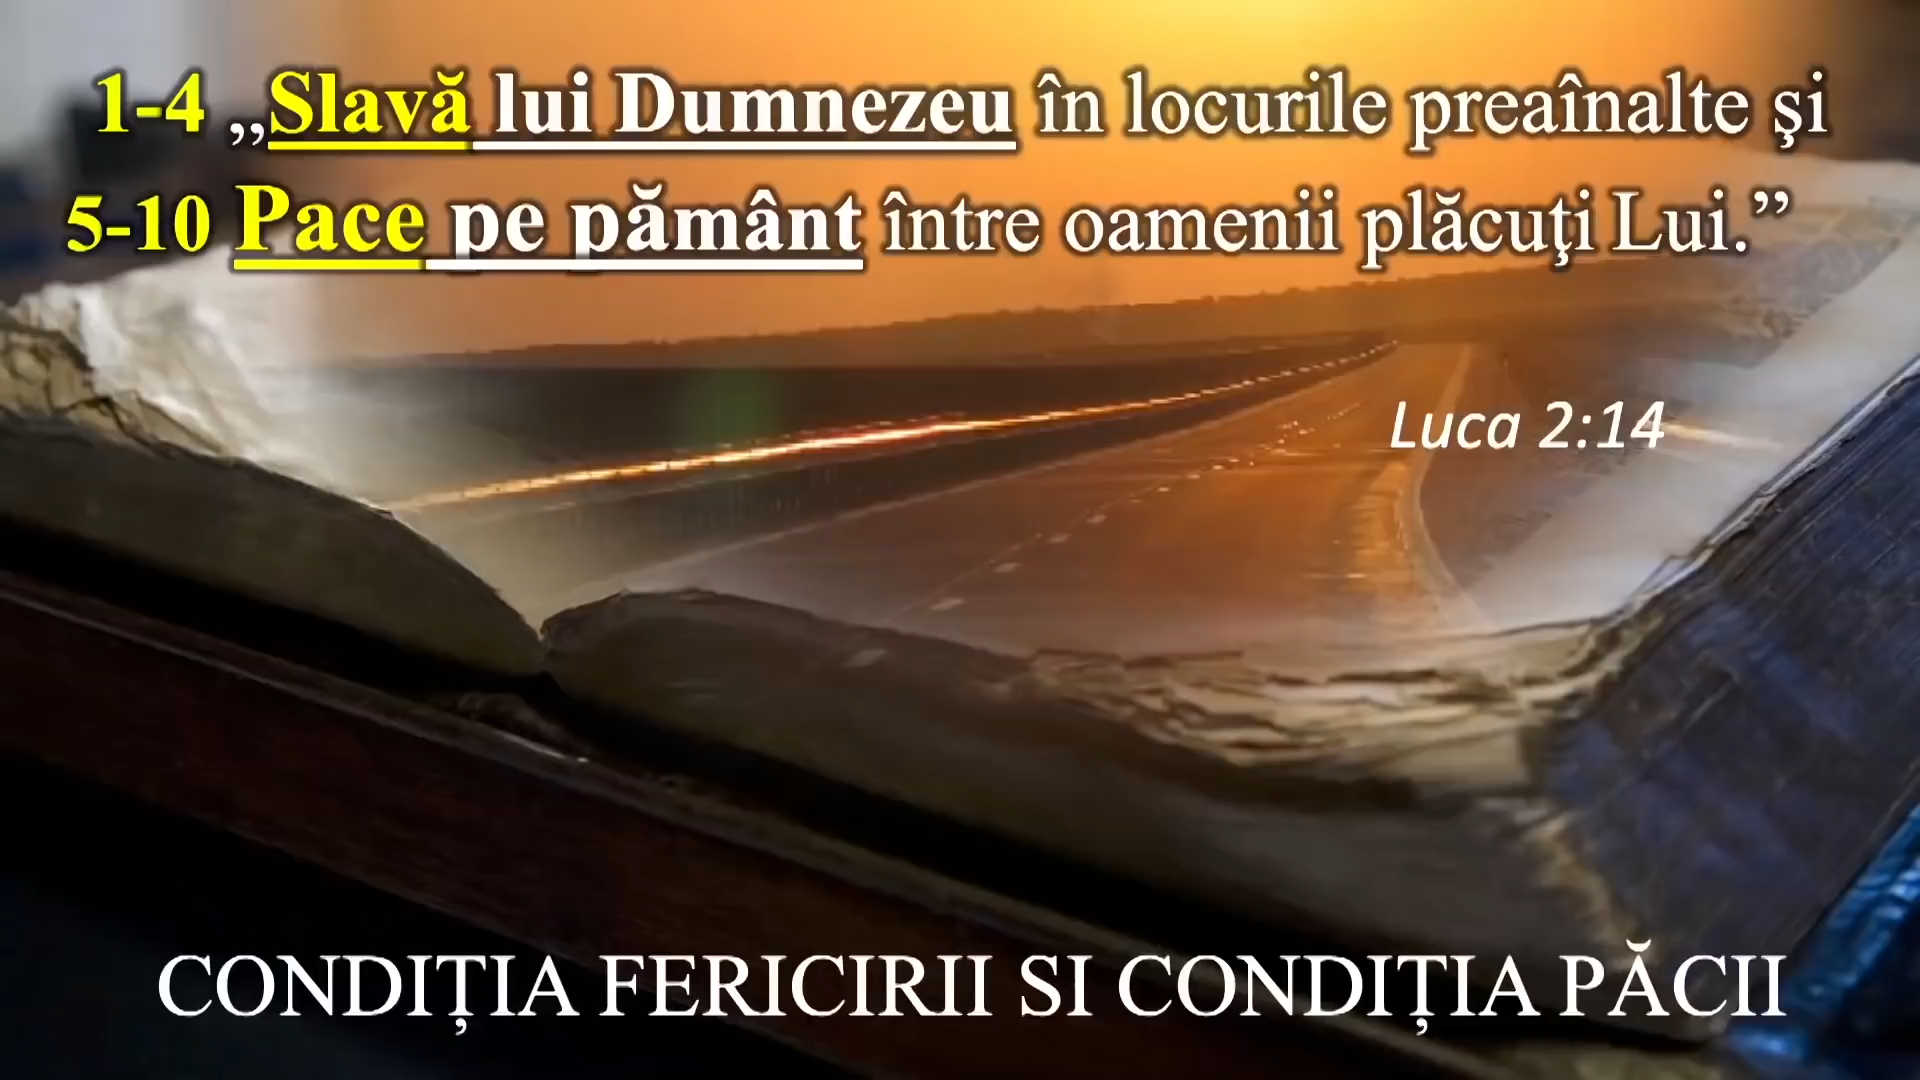 1-4 „Slavă lui Dumnezeu în locurile preaînalte şi
5-10 Pace pe pământ între oamenii plăcuţi Lui.”
Luca 2:14
CONDIȚIA FERICIRII SI CONDIȚIA PĂCII